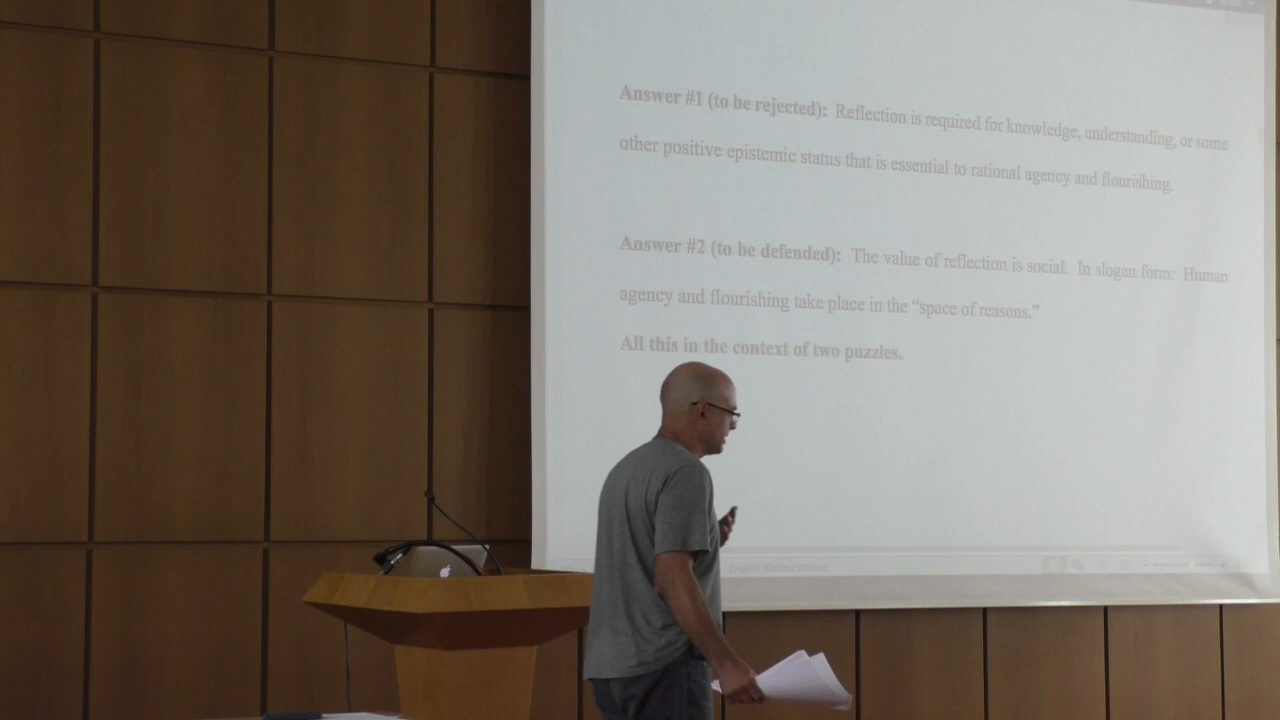 Answer #1 (to be rejected): Reflection is required for knowledge, understanding, or some
other positive epistemic status that is essential to rational agency and flourishing.
Answer #2 (to be defended): The value of reflection is social. In slogan form: Human
agency and flourishing take place in the “space of reasons.”
All this in the context of two puzzles.
English (United States)